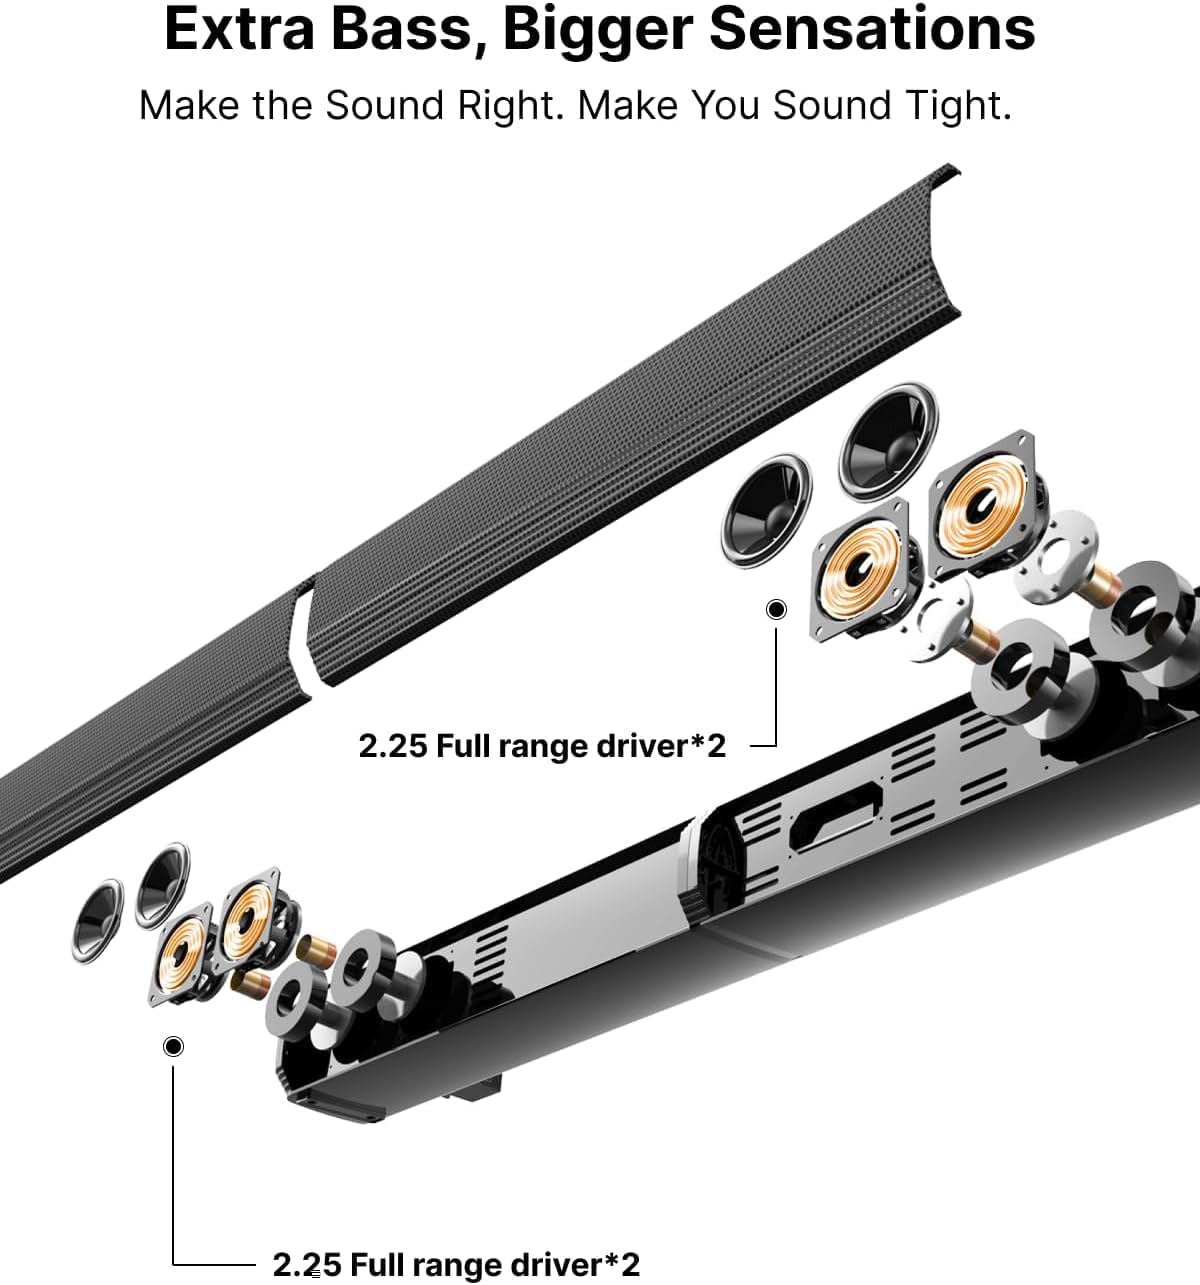 Extra Bass, Bigger Sensations
Make the Sound Right. Make You Sound Tight.
2.25 Full range driver*2
2.25 Full range driver*2